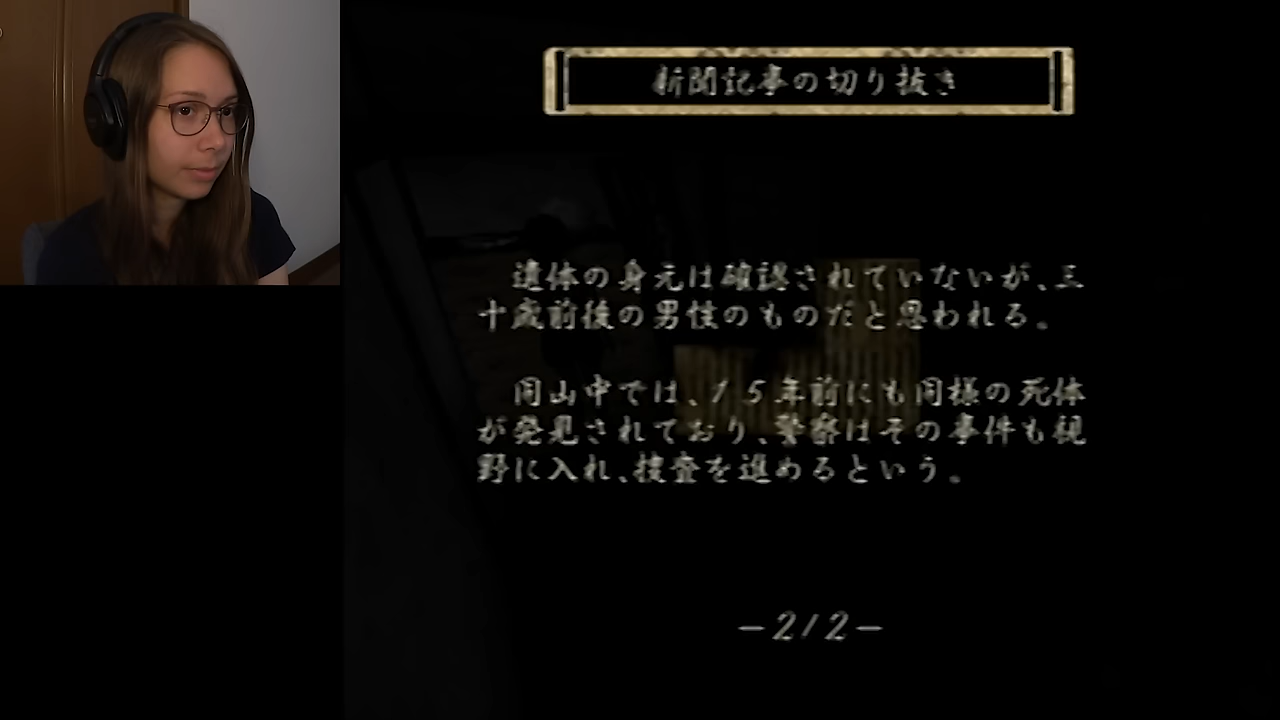 新聞記事の切り抜き
遺体の身元は確認されていないが、三
十歳前後の男性のものだと思われる。
同山中では、15年前にも同様の死体
が発見されており、警察はその事件も視
野に入れ、捜査を進めるという。
－2/2－